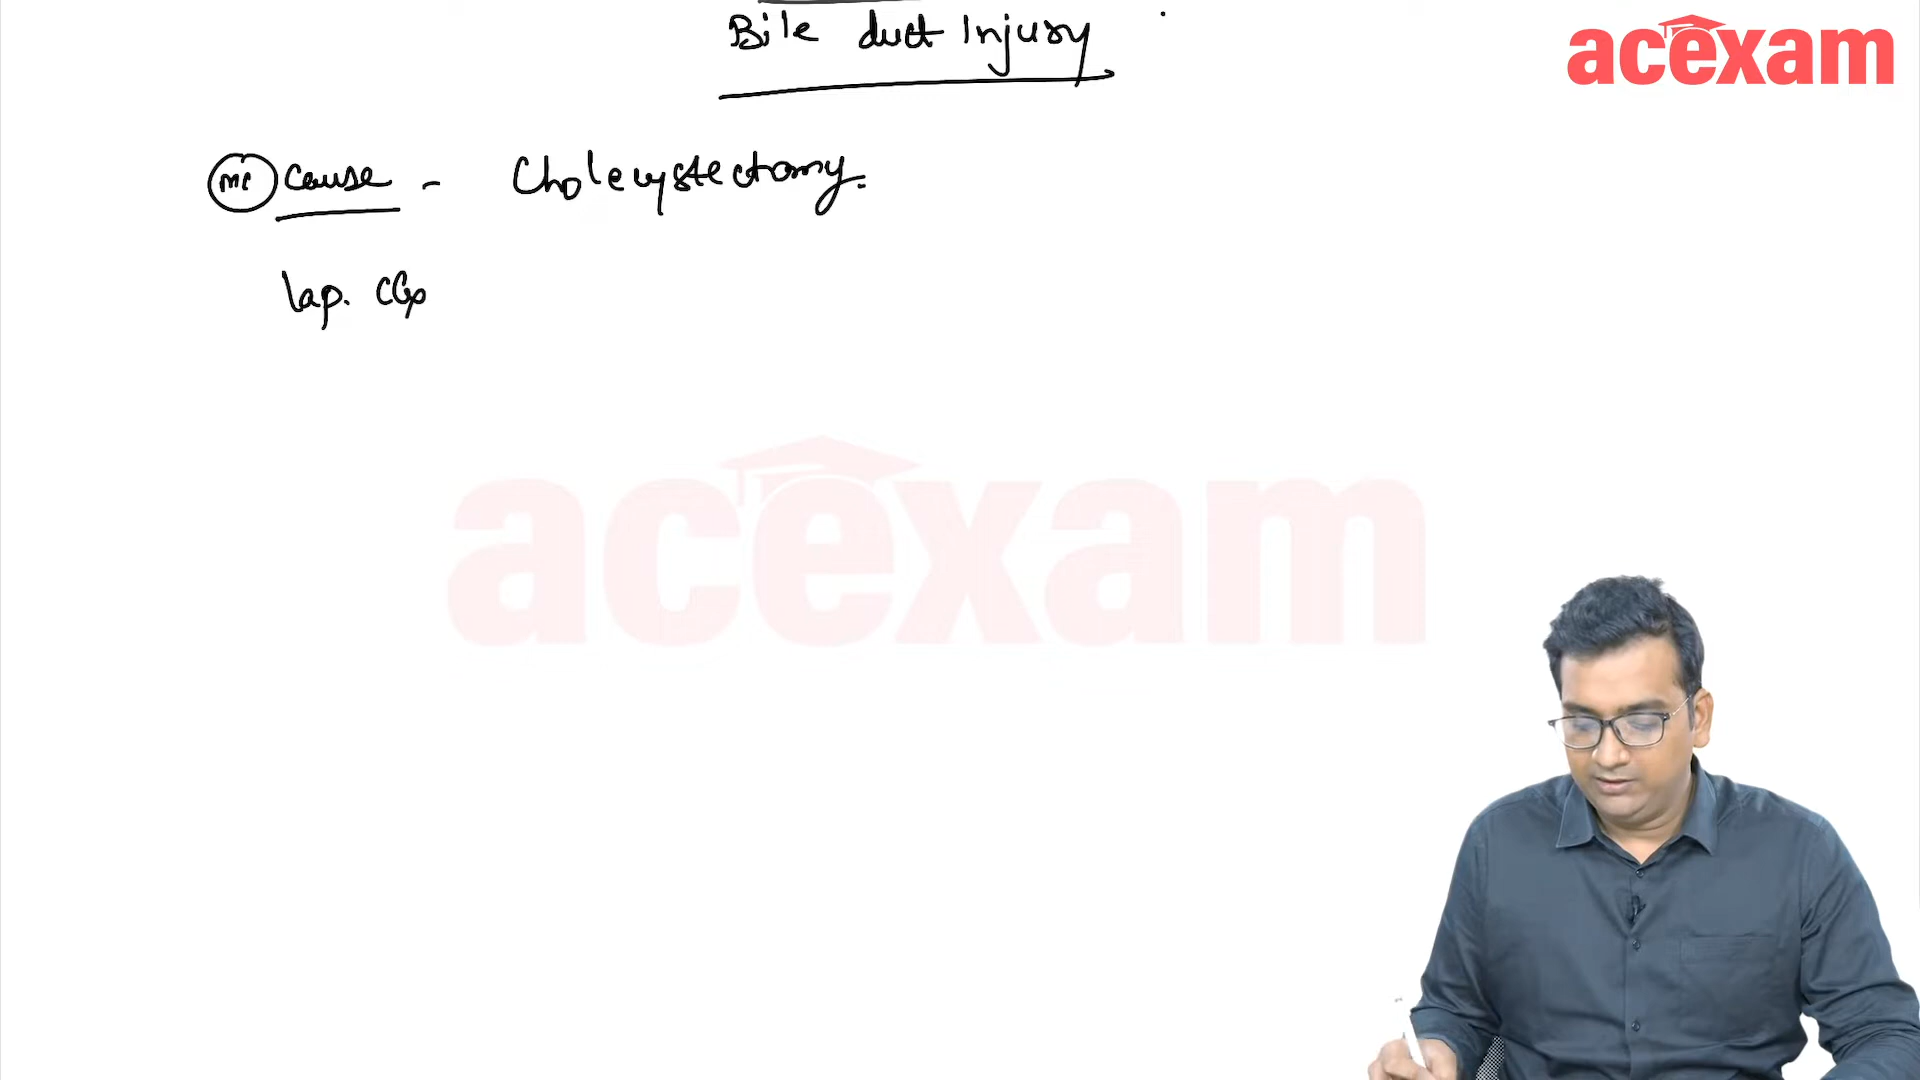 Bile duct Injury
acexam
mc cause - Cholecystectomy.
lap. CCx
acexam